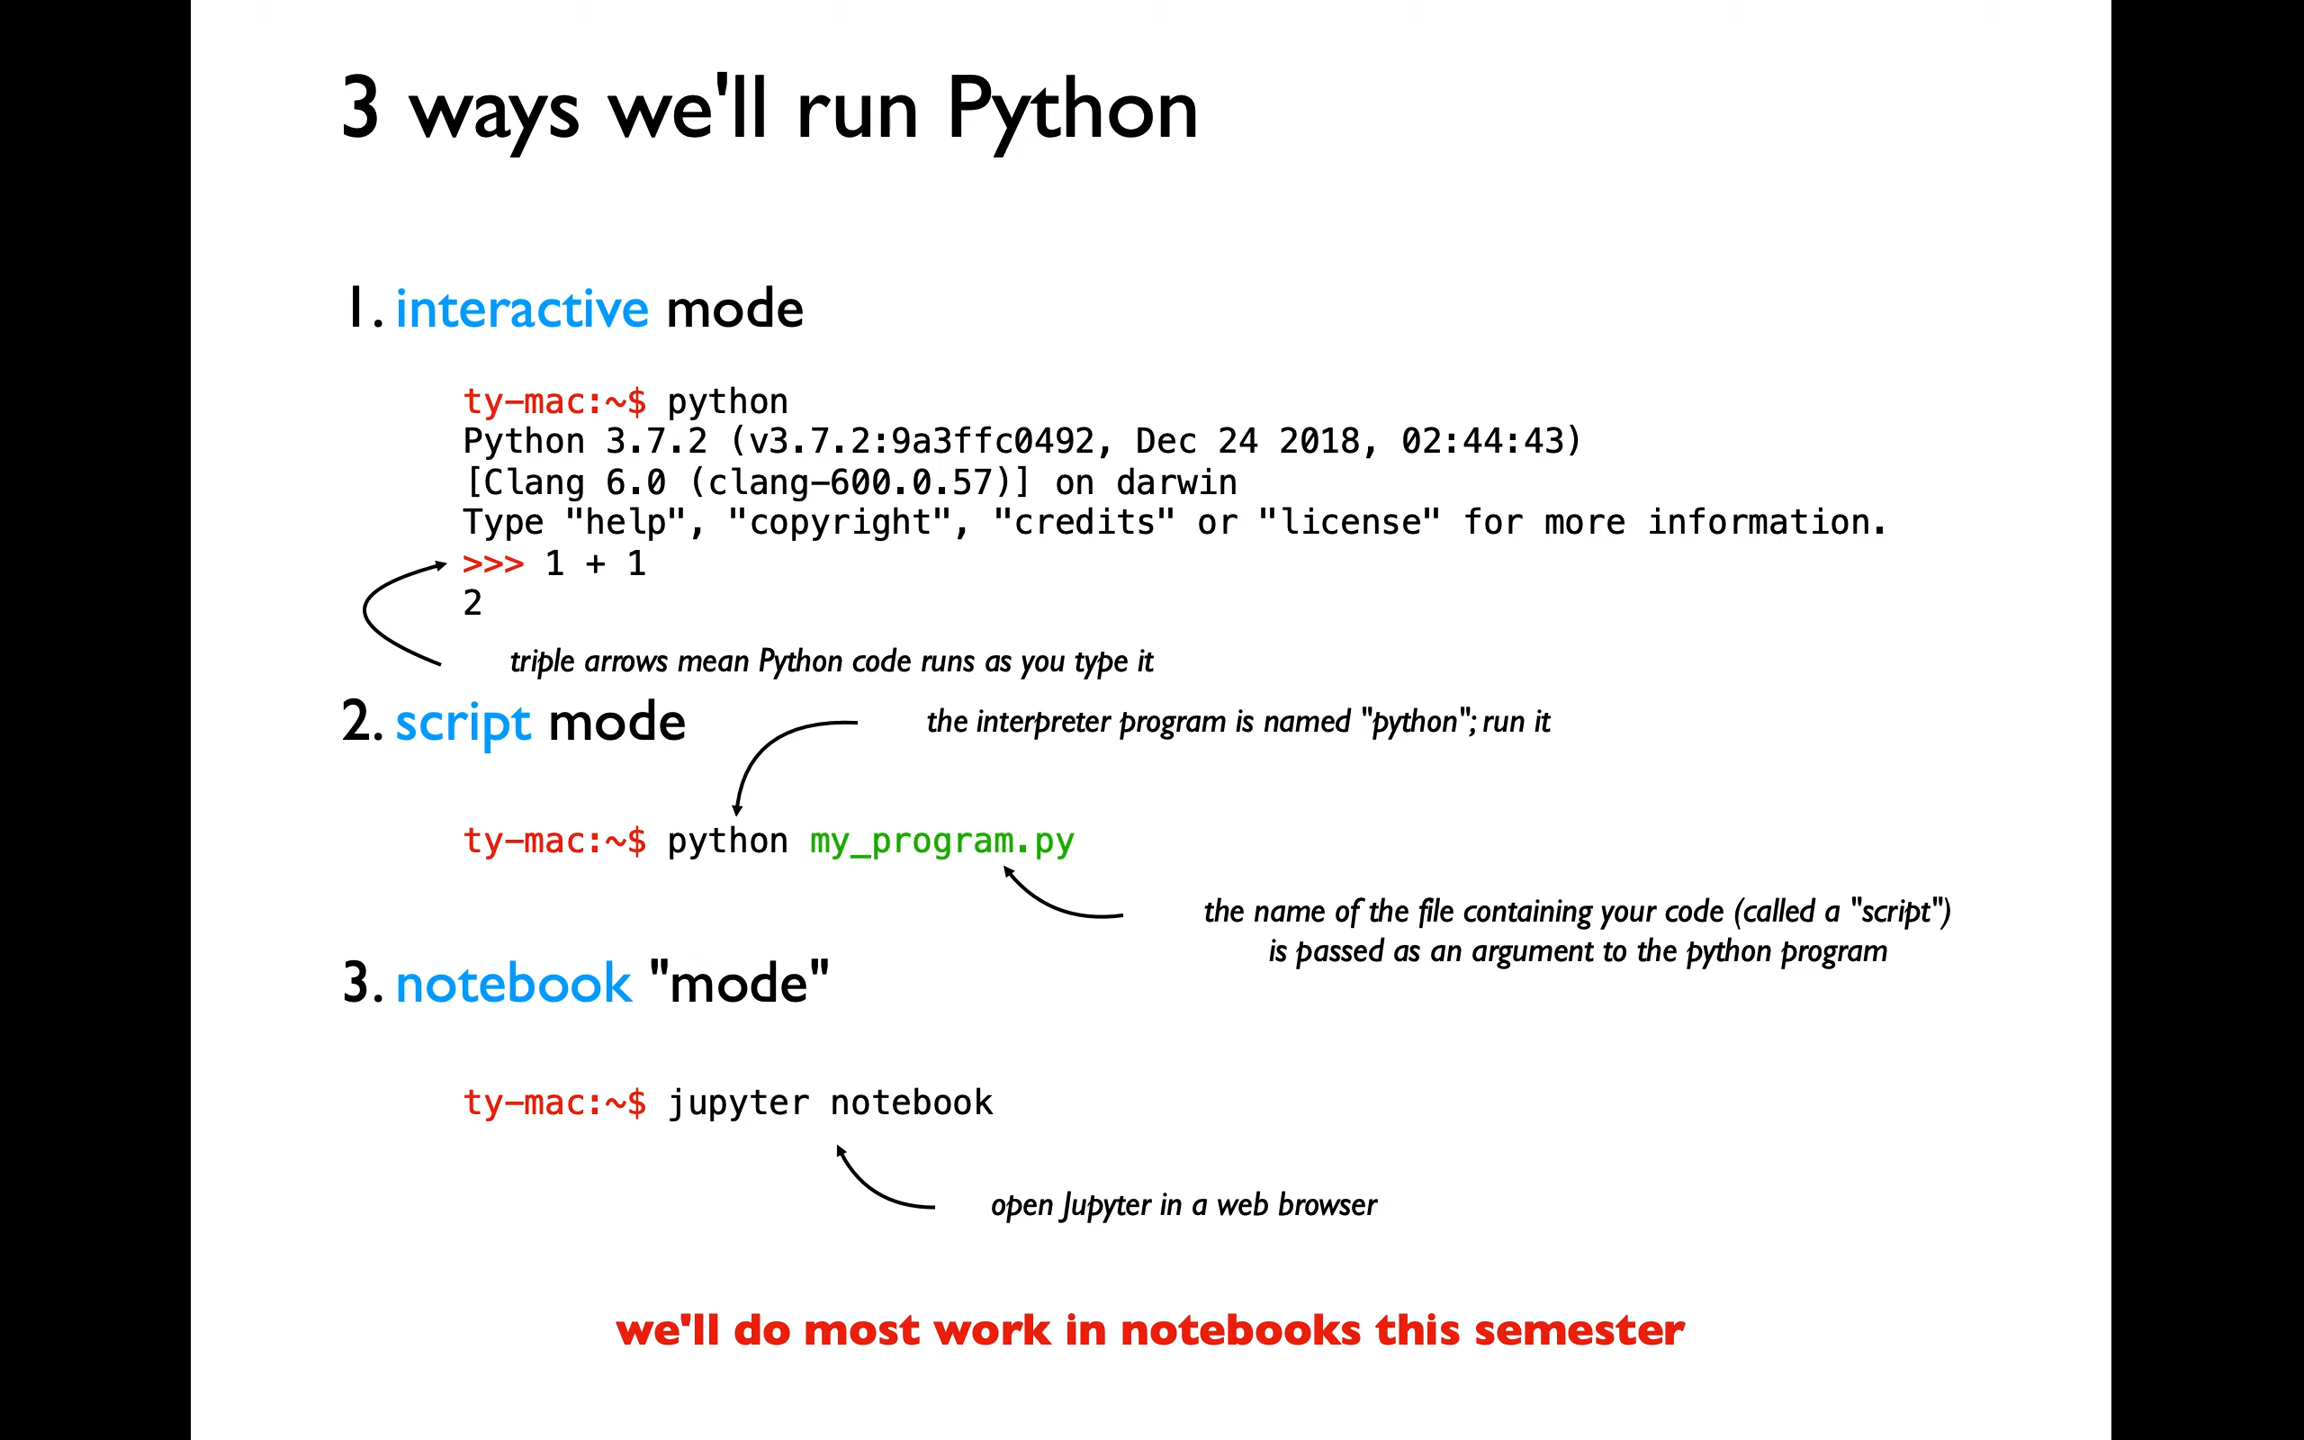 3 ways we'll run Python
1. interactive mode
ty-mac:~$ python
Python 3.7.2 (v3.7.2:9a3ffc0492, Dec 24 2018, 02:44:43)
[Clang 6.0 (clang-600.0.57)] on darwin
Type "help", "copyright", "credits" or "license" for more information.
>>> 1 + 1
2
triple arrows mean Python code runs as you type it
2. script mode
the interpreter program is named "python"; run it
ty-mac:~$ python my_program.py
the name of the file containing your code (called a "script")
is passed as an argument to the python program
3. notebook "mode"
ty-mac:~$ jupyter notebook
open Jupyter in a web browser
we'll do most work in notebooks this semester